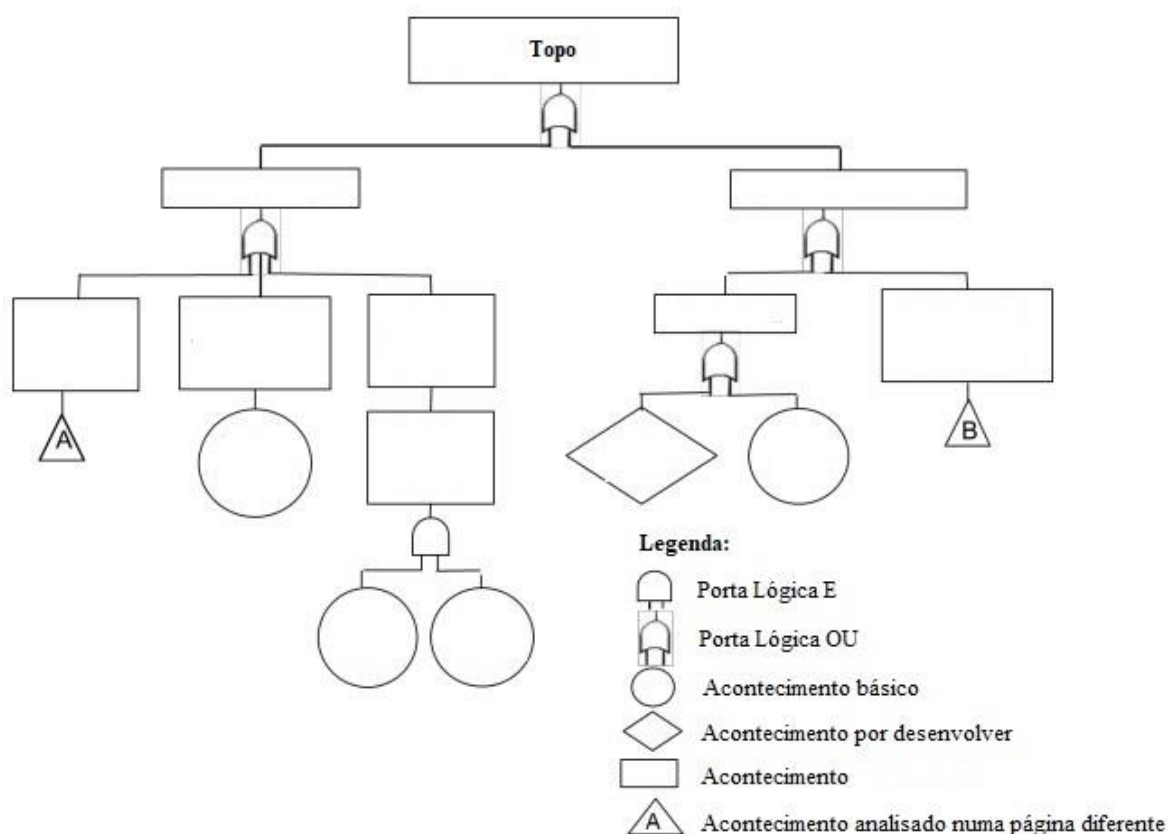 Topo
A
B
Legenda:
Porta Lógica E
Porta Lógica OU
Acontecimento básico
Acontecimento por desenvolver
Acontecimento
A
Acontecimento analisado numa página diferente